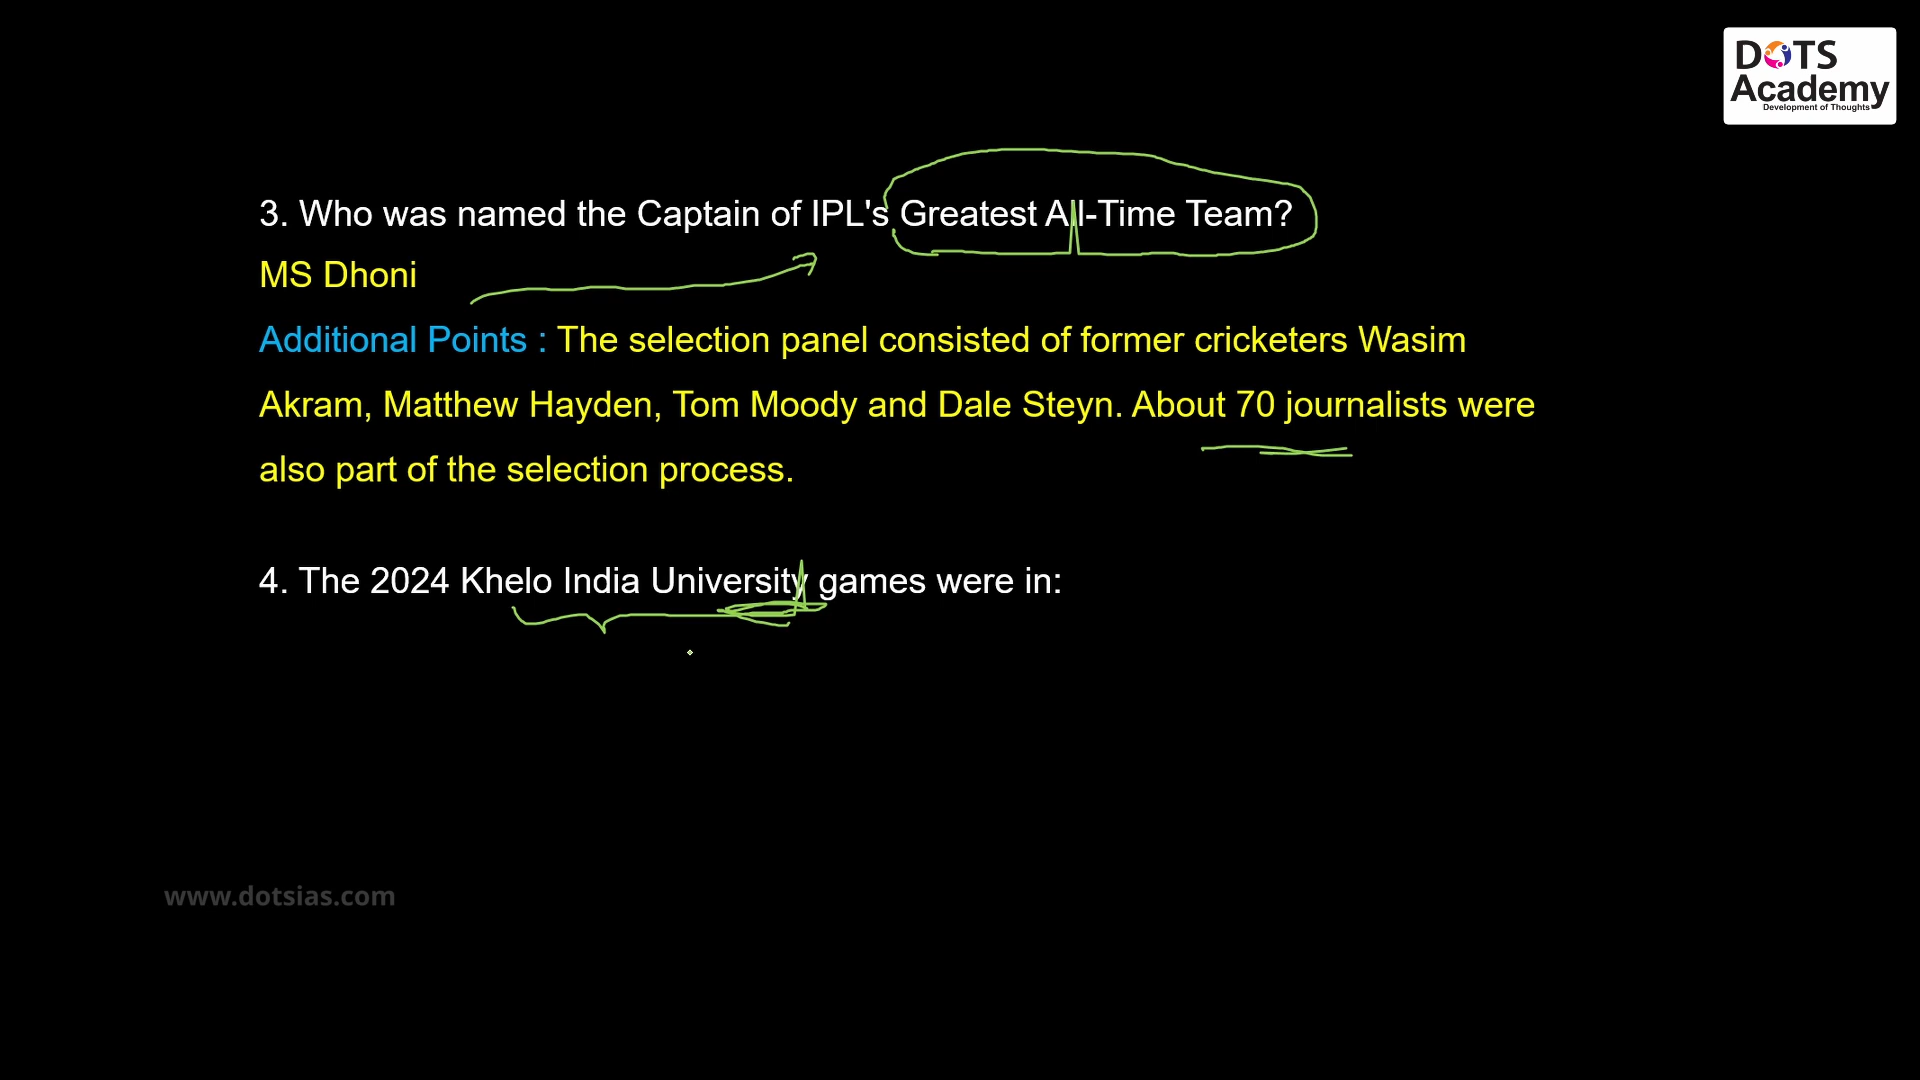 DOTS
Academy
Development of Thoughts
3. Who was named the Captain of IPL's Greatest All-Time Team?
MS Dhoni
Additional Points : The selection panel consisted of former cricketers Wasim
Akram, Matthew Hayden, Tom Moody and Dale Steyn. About 70 journalists were
also part of the selection process.
4. The 2024 Khelo India University games were in:
www.dotsias.com